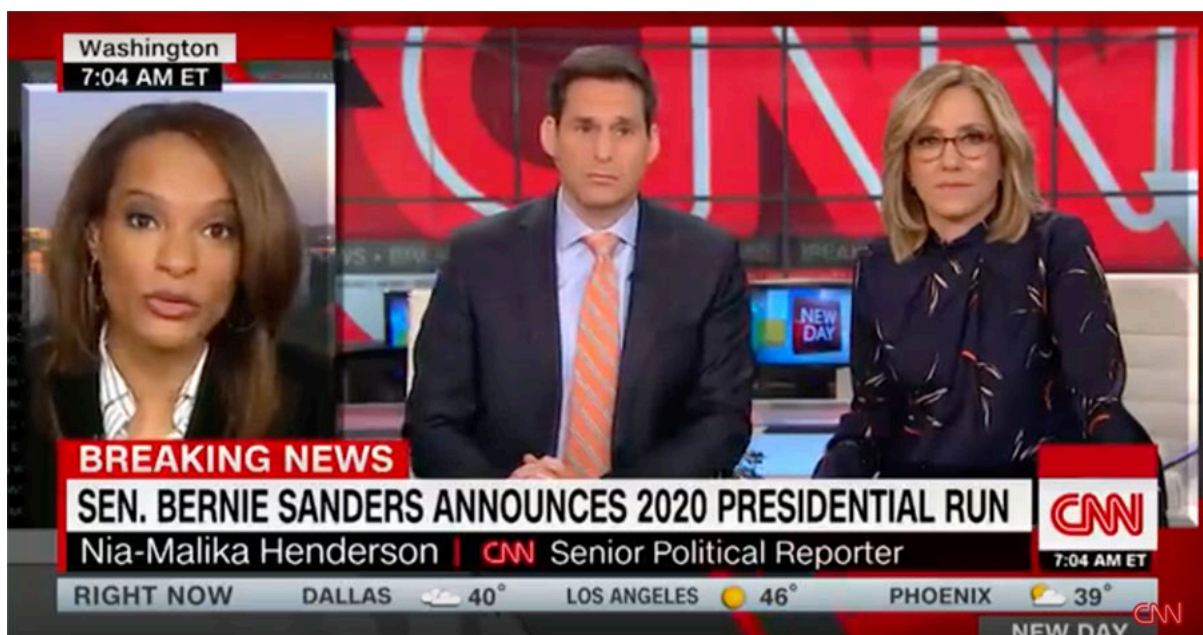 Washington
7:04 AM ET
NEW
DAY
BREAKING NEWS
SEN. BERNIE SANDERS ANNOUNCES 2020 PRESIDENTIAL RUN
CNN
Nia-Malika Henderson | CNN Senior Political Reporter
7:04 AM ET
RIGHT NOW DALLAS 40° LOS ANGELES 46° PHOENIX 39°
CNN
NEW DAY